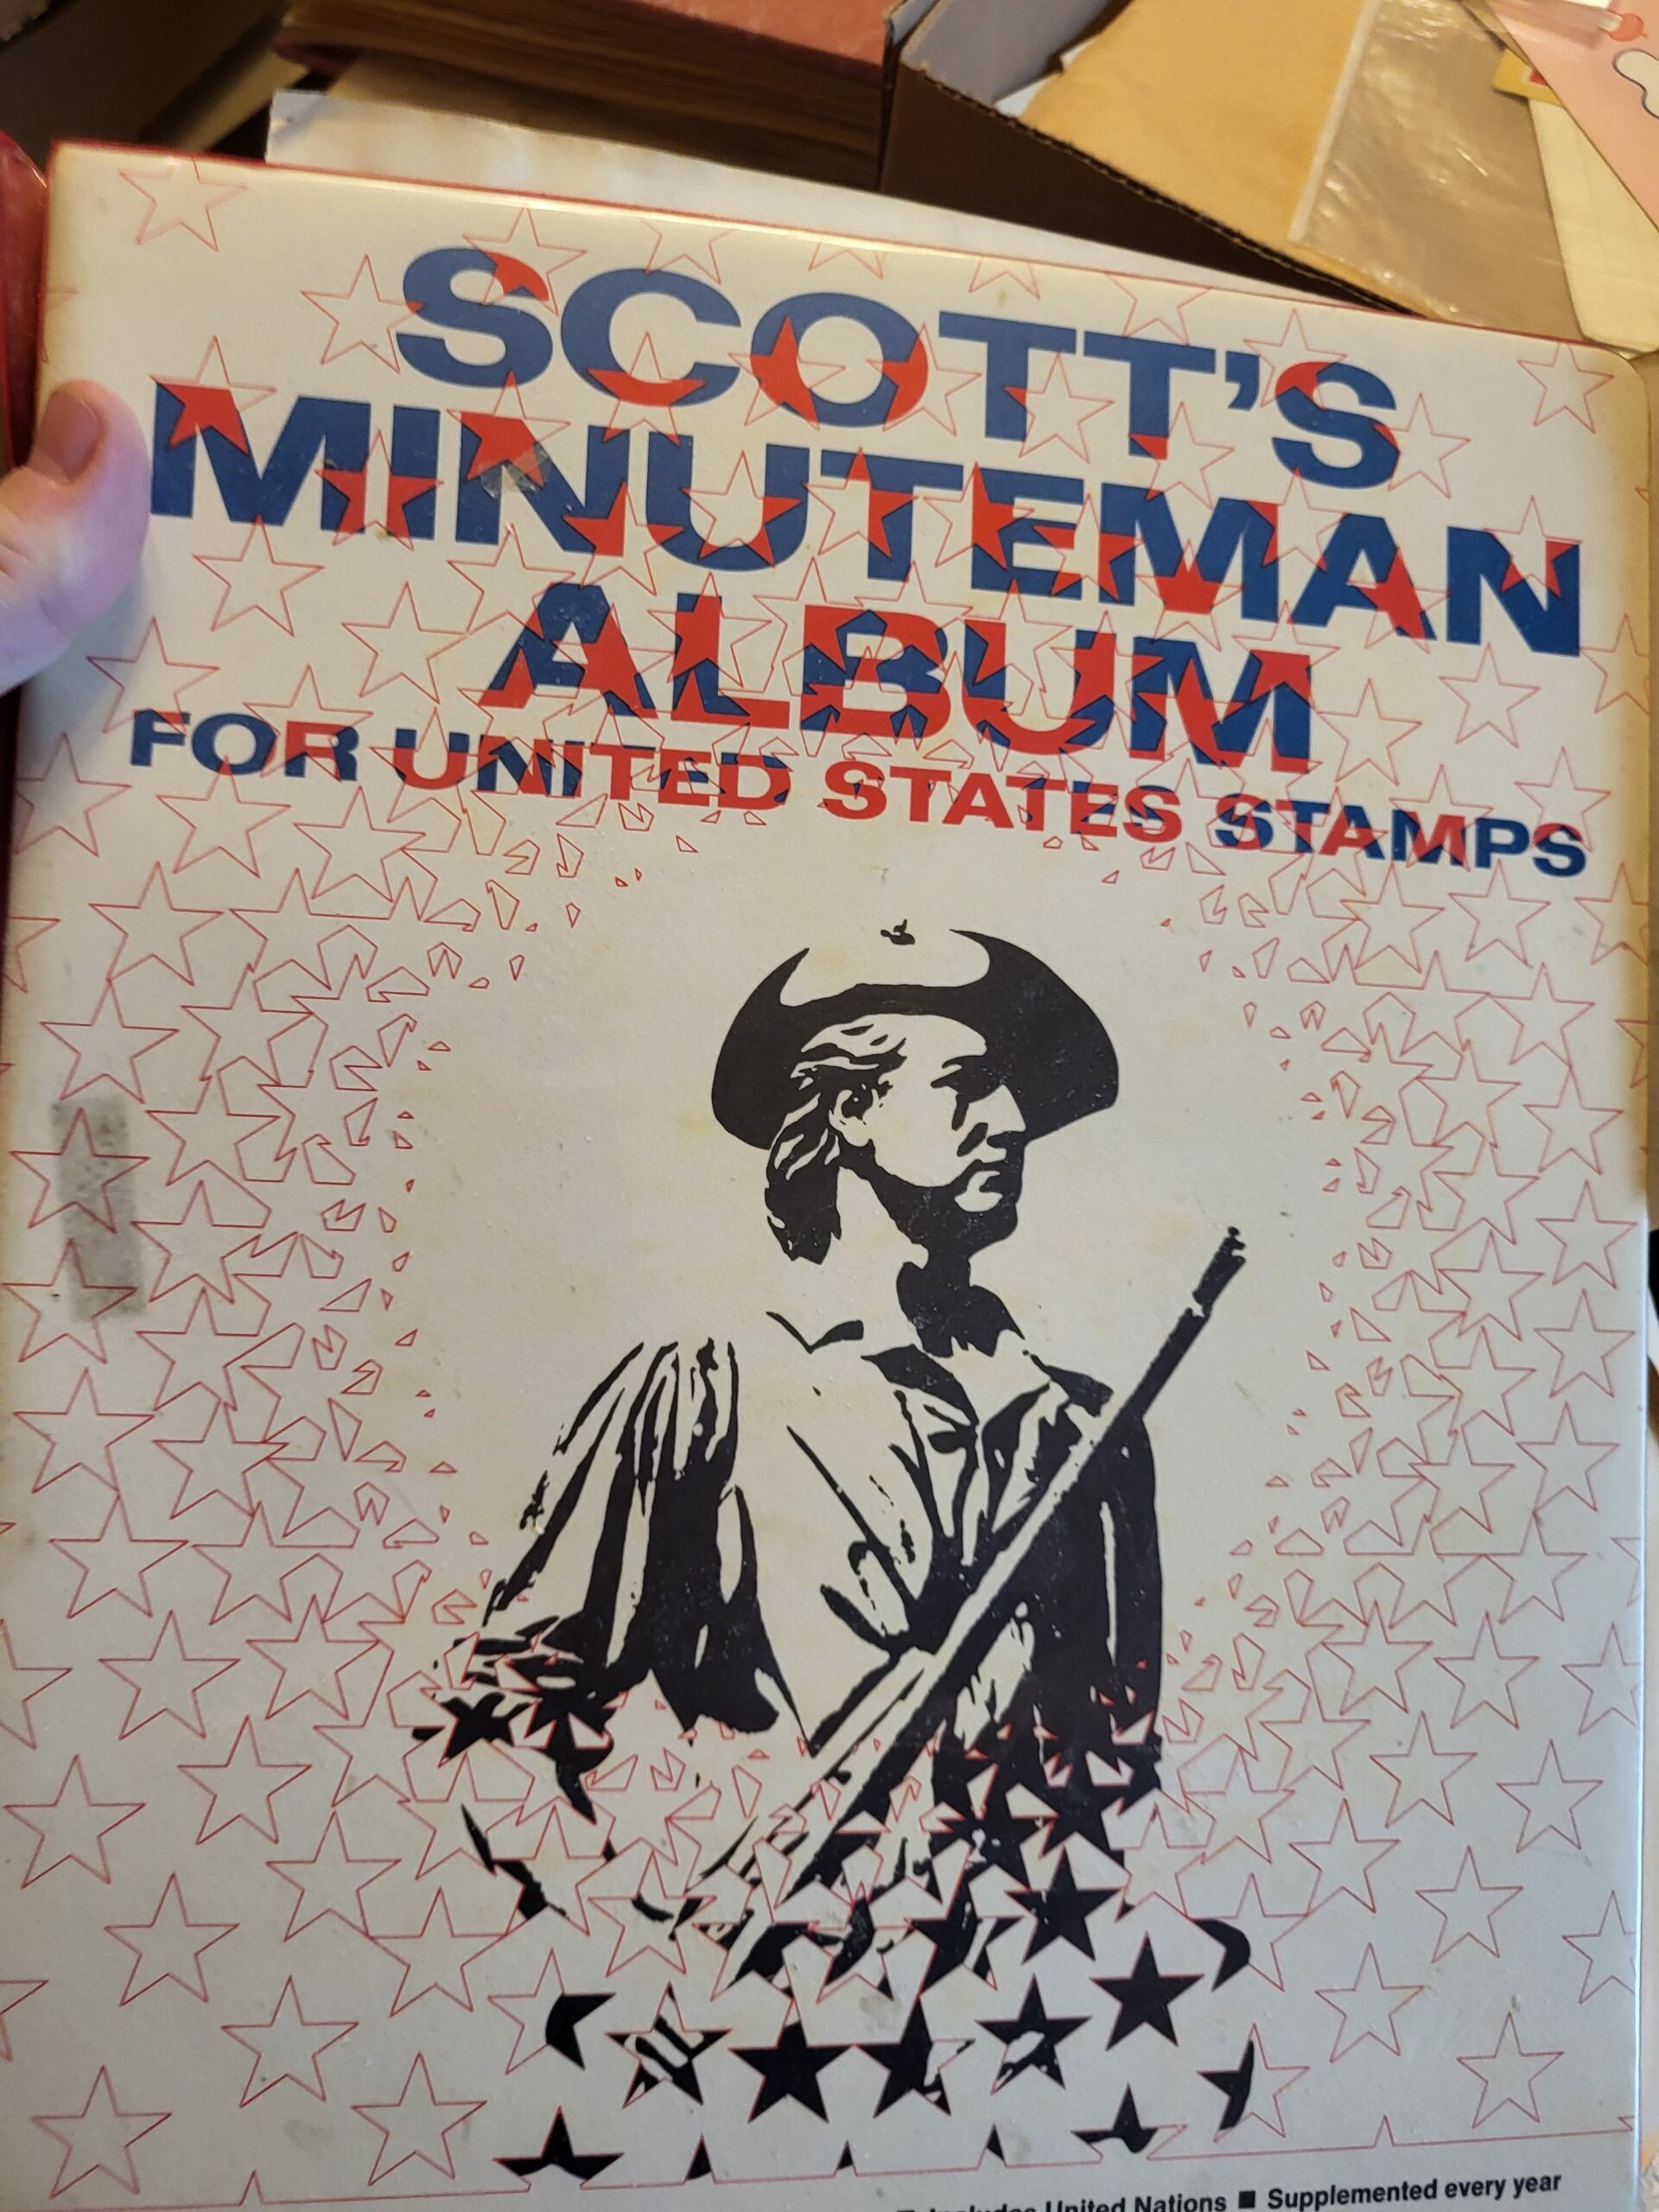 SCOTT'S
MINUTEMAN
ALBUM
FOR UNITED STATES STAMPS
■ Includes United Nations ■ Supplemented every year